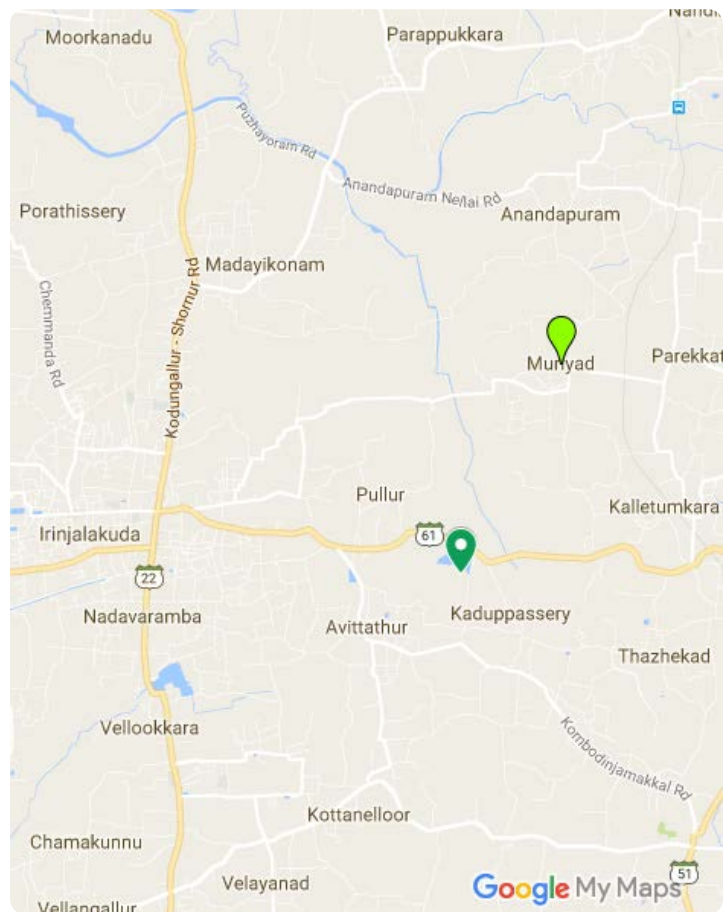 Moorkanadu
Parappukkara
Puzhayoram Rd
Anandapuram Nellai Rd
Porathissery
Anandapuram
Madayikonam
Chemmanda Rd
Kodungallur - Shornur Rd
Muriyad
Pullur
Kalletumkara
Irinjalakuda
61
22
Nadavaramba
Kaduppassery
Avittathur
Thazhekad
Vellookkara
Kombodinjamakkal Rd
Kottanelloor
Chamakunnu
51
Velayanad
Google My Maps
Vellangallur